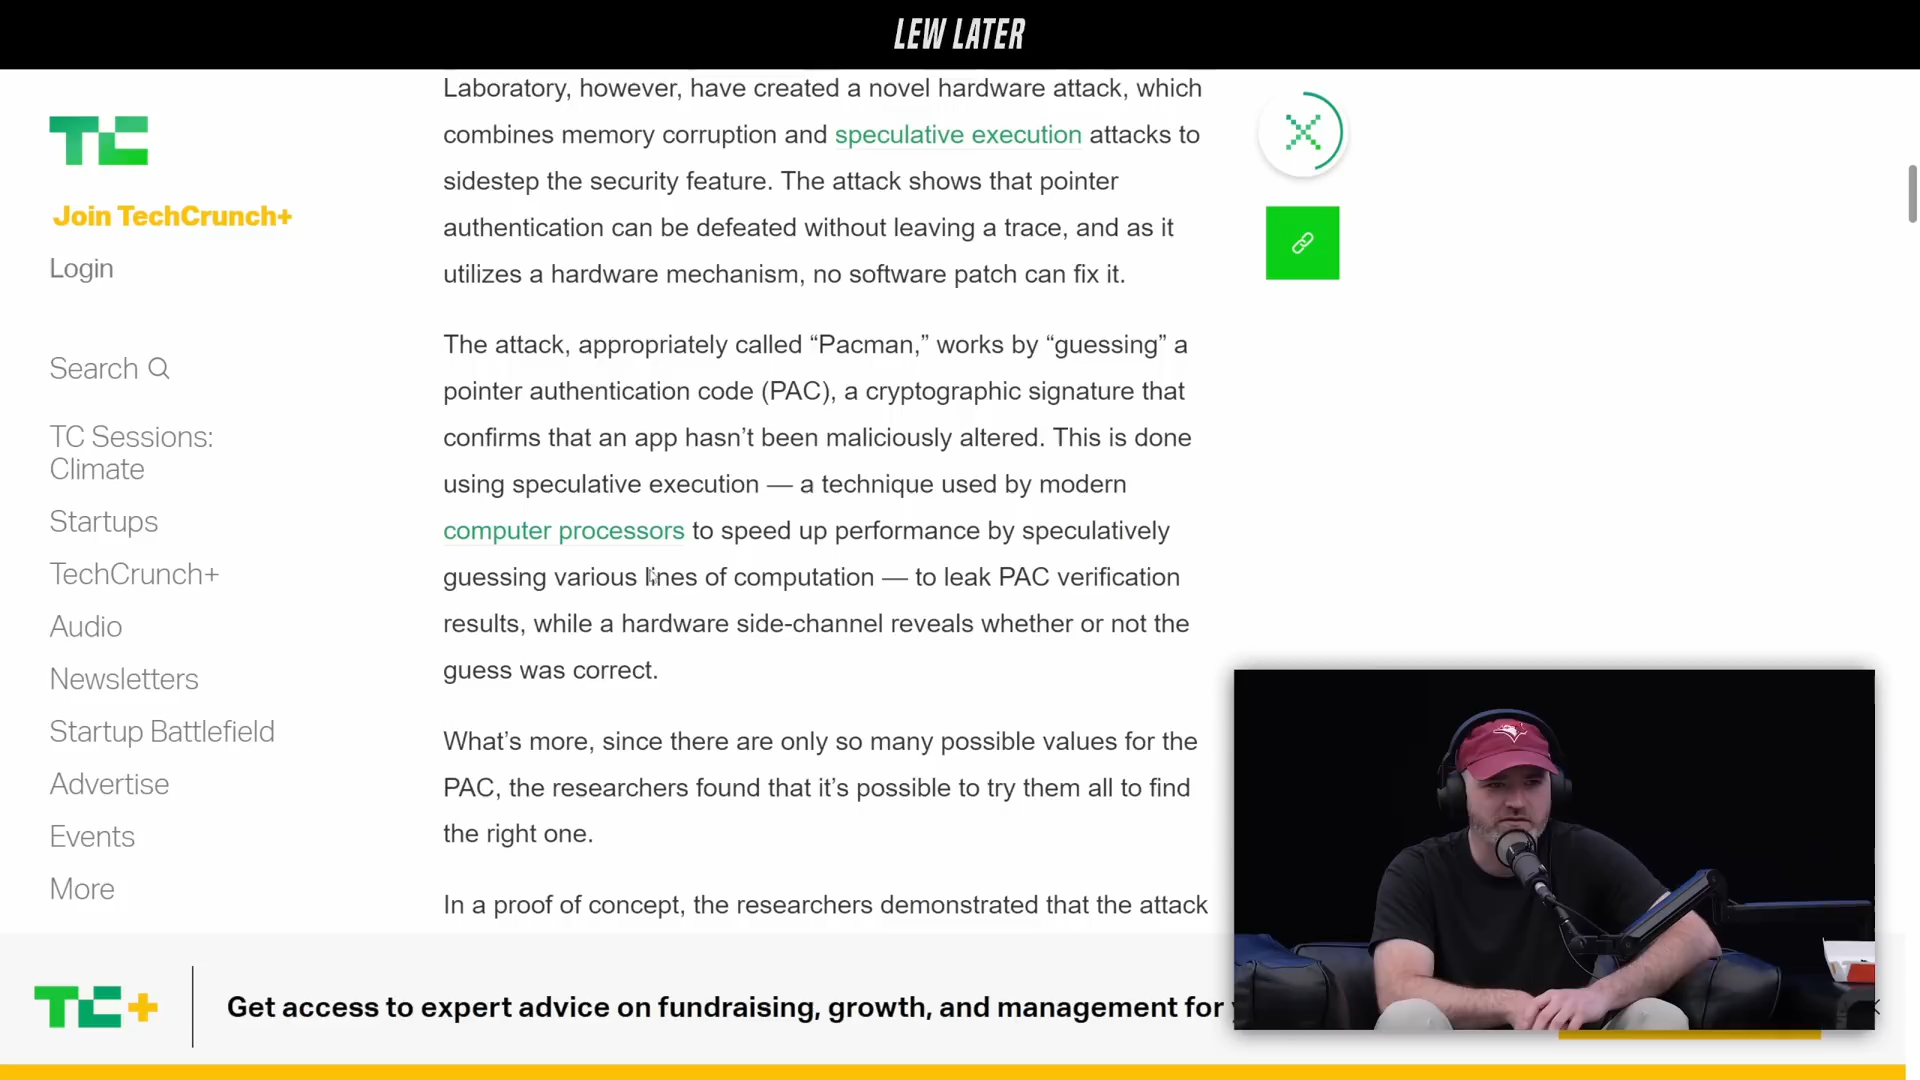 LEW LATER
TC
Join TechCrunch+
Login
Search
TC Sessions:
Climate
Startups
TechCrunch+
Audio
Newsletters
Startup Battlefield
Advertise
Events
More
Laboratory, however, have created a novel hardware attack, which
combines memory corruption and speculative execution attacks to
sidestep the security feature. The attack shows that pointer
authentication can be defeated without leaving a trace, and as it
utilizes a hardware mechanism, no software patch can fix it.
The attack, appropriately called “Pacman,” works by “guessing” a
pointer authentication code (PAC), a cryptographic signature that
confirms that an app hasn’t been maliciously altered. This is done
using speculative execution — a technique used by modern
computer processors to speed up performance by speculatively
guessing various lines of computation — to leak PAC verification
results, while a hardware side-channel reveals whether or not the
guess was correct.
What’s more, since there are only so many possible values for the
PAC, the researchers found that it’s possible to try them all to find
the right one.
In a proof of concept, the researchers demonstrated that the attack
TC+
Get access to expert advice on fundraising, growth, and management for